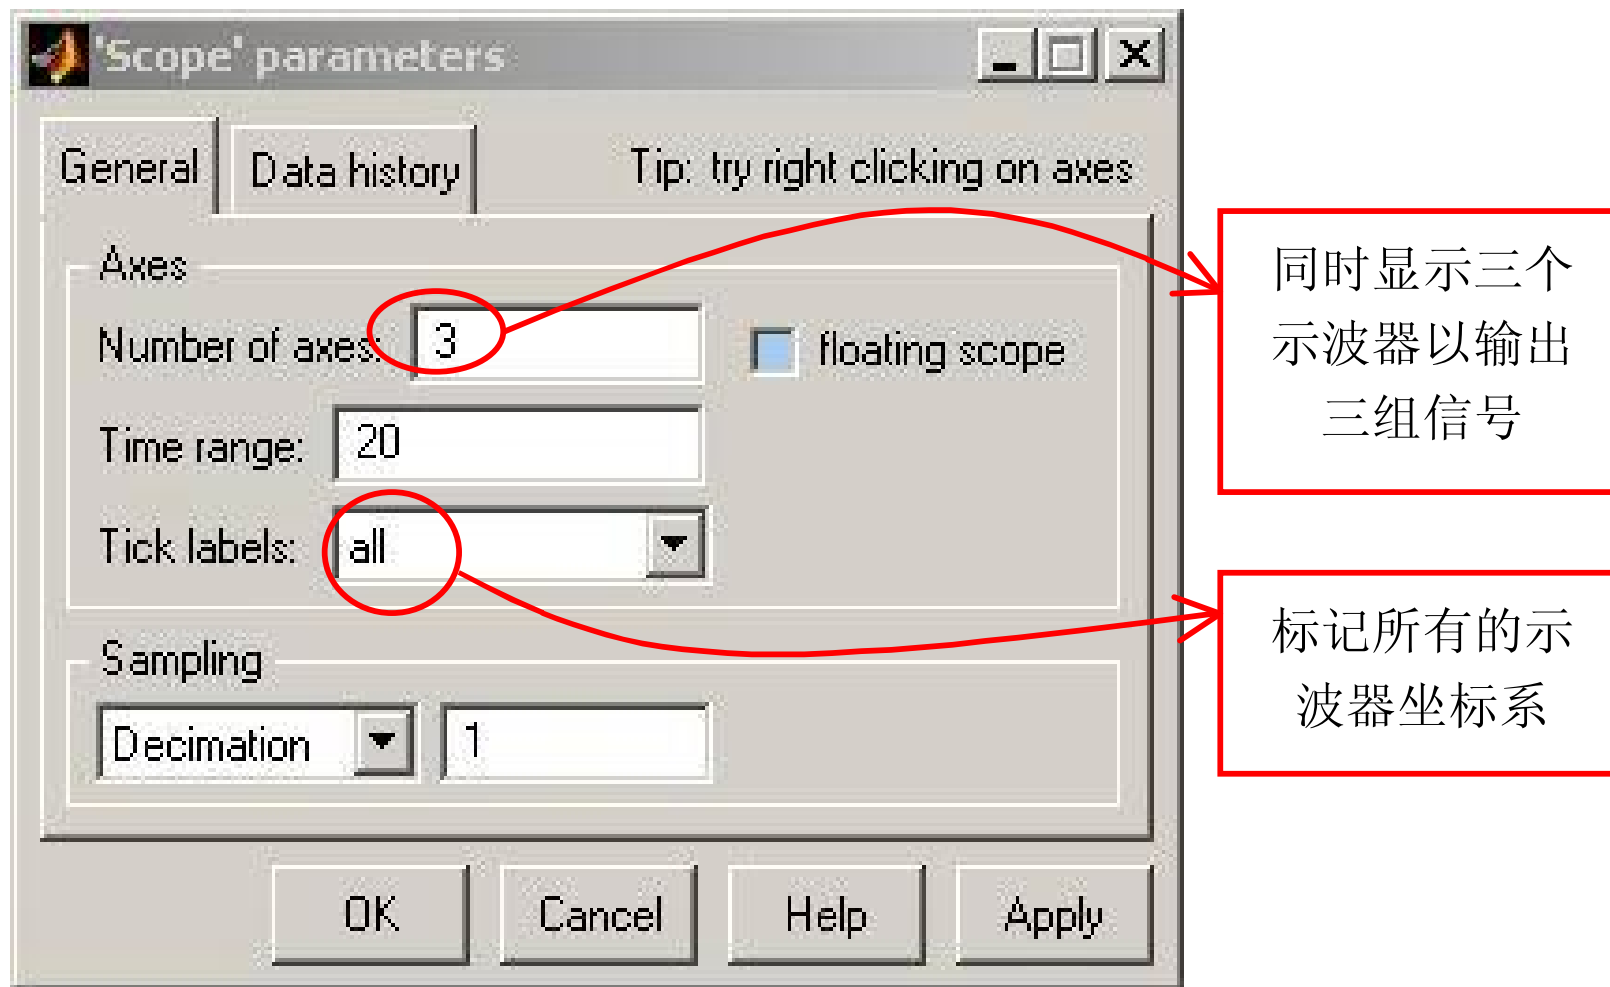 'Scope' parameters
General
Data history
Tip: try right clicking on axes
Axes
Number of axes: 3
floating scope
Time range: 20
Tick labels: all
Sampling
Decimation
1
OK
Cancel
Help
Apply
同时显示三个
示波器以输出
三组信号
标记所有的示
波器坐标系